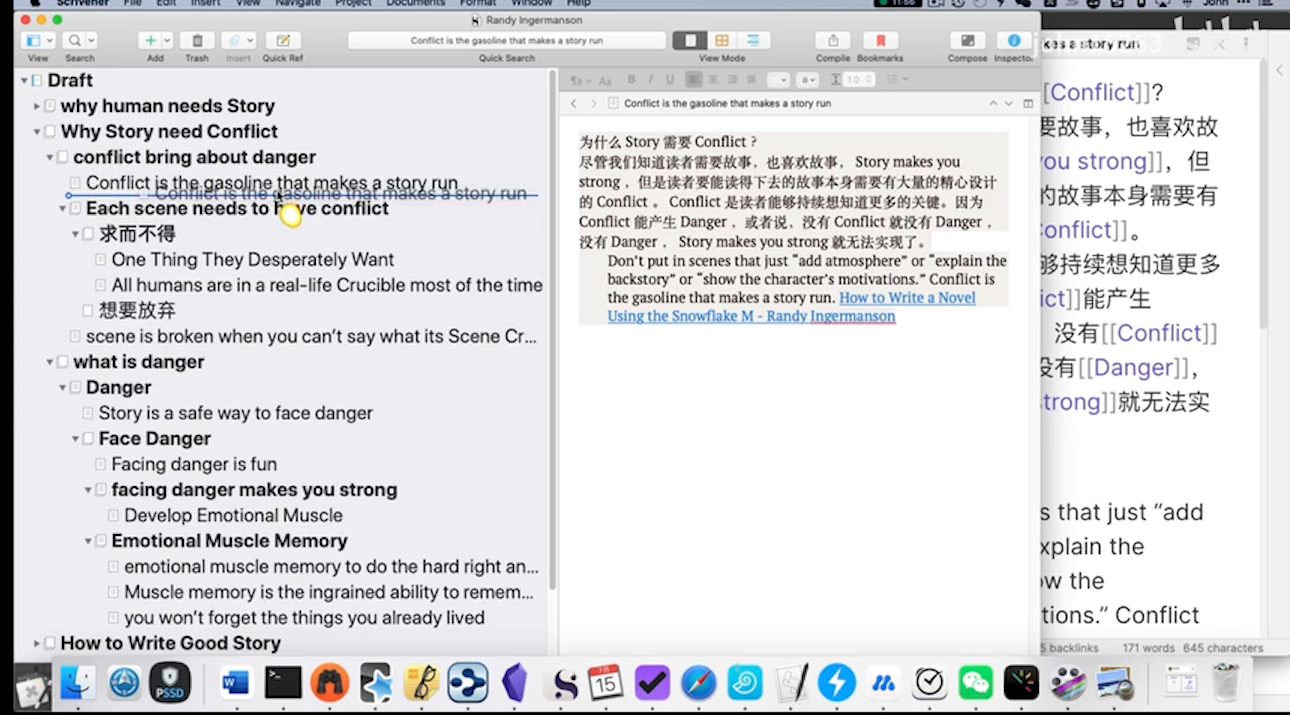 Scrivener File Edit Insert View Navigate Project Documents Format Window Help
John
Randy Ingermanson
Conflict is the gasoline that makes a story run
View Search Add Trash Insert Quick Ref Quick Search View Mode Compile Bookmarks Compose Inspector
Draft
why human needs Story
Why Story need Conflict
conflict bring about danger
Conflict is the gasoline that makes a story run
Conflict is the gasoline that makes a story run
Each scene needs to have conflict
求而不得
One Thing They Desperately Want
All humans are in a real-life Crucible most of the time
想要放弃
scene is broken when you can't say what its Scene Cr...
what is danger
Danger
Story is a safe way to face danger
Face Danger
Facing danger is fun
facing danger makes you strong
Develop Emotional Muscle
Emotional Muscle Memory
emotional muscle memory to do the hard right an...
Muscle memory is the ingrained ability to remem...
you won't forget the things you already lived
How to Write Good Story
Aa B I U a 1.0
Conflict is the gasoline that makes a story run
为什么 Story 需要 Conflict？
尽管我们知道读者需要故事，也喜欢故事， Story makes you
strong，但是读者要能读得下去的故事本身需要有大量的精心设计
的 Conflict 。 Conflict 是读者能够持续想知道更多的关键。因为
Conflict 能产生 Danger，或者说，没有 Conflict 就没有 Danger，
没有 Danger， Story makes you strong 就无法实现了。
Don't put in scenes that just “add atmosphere” or “explain the
backstory” or “show the character's motivations.” Conflict is
the gasoline that makes a story run. How to Write a Novel
Using the Snowflake M - Randy Ingermanson
kes a story run
[Conflict]]?
要故事，也喜欢故
you strong]]，但
的故事本身需要有
Conflict]]。
够持续想知道更多
ict]]能产生
没有[[Conflict]]
没有[[Danger]]，
strong]]就无法实
s that just “add
xplain the
ow the
tions.” Conflict
5 backlinks 171 words 645 characters
PSSD
W
7月
15